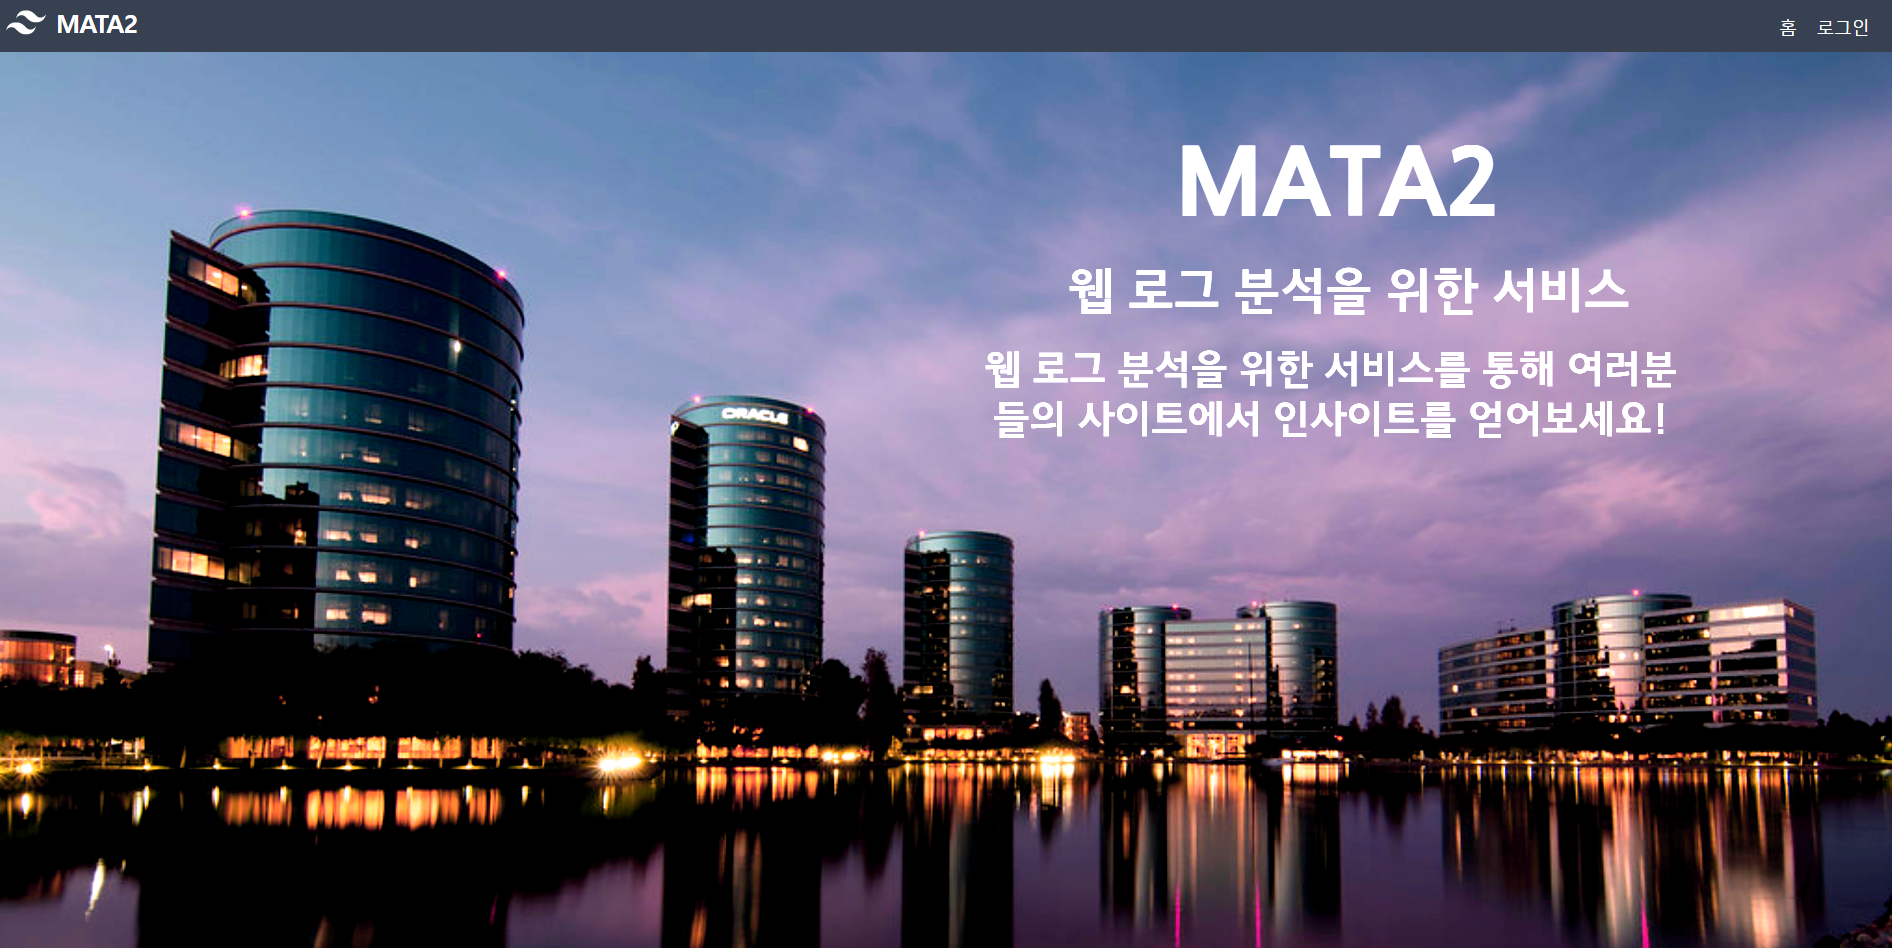 MATA2
홈 로그인
MATA2
웹 로그 분석을 위한 서비스
웹 로그 분석을 위한 서비스를 통해 여러분
들의 사이트에서 인사이트를 얻어보세요!
ORACLE